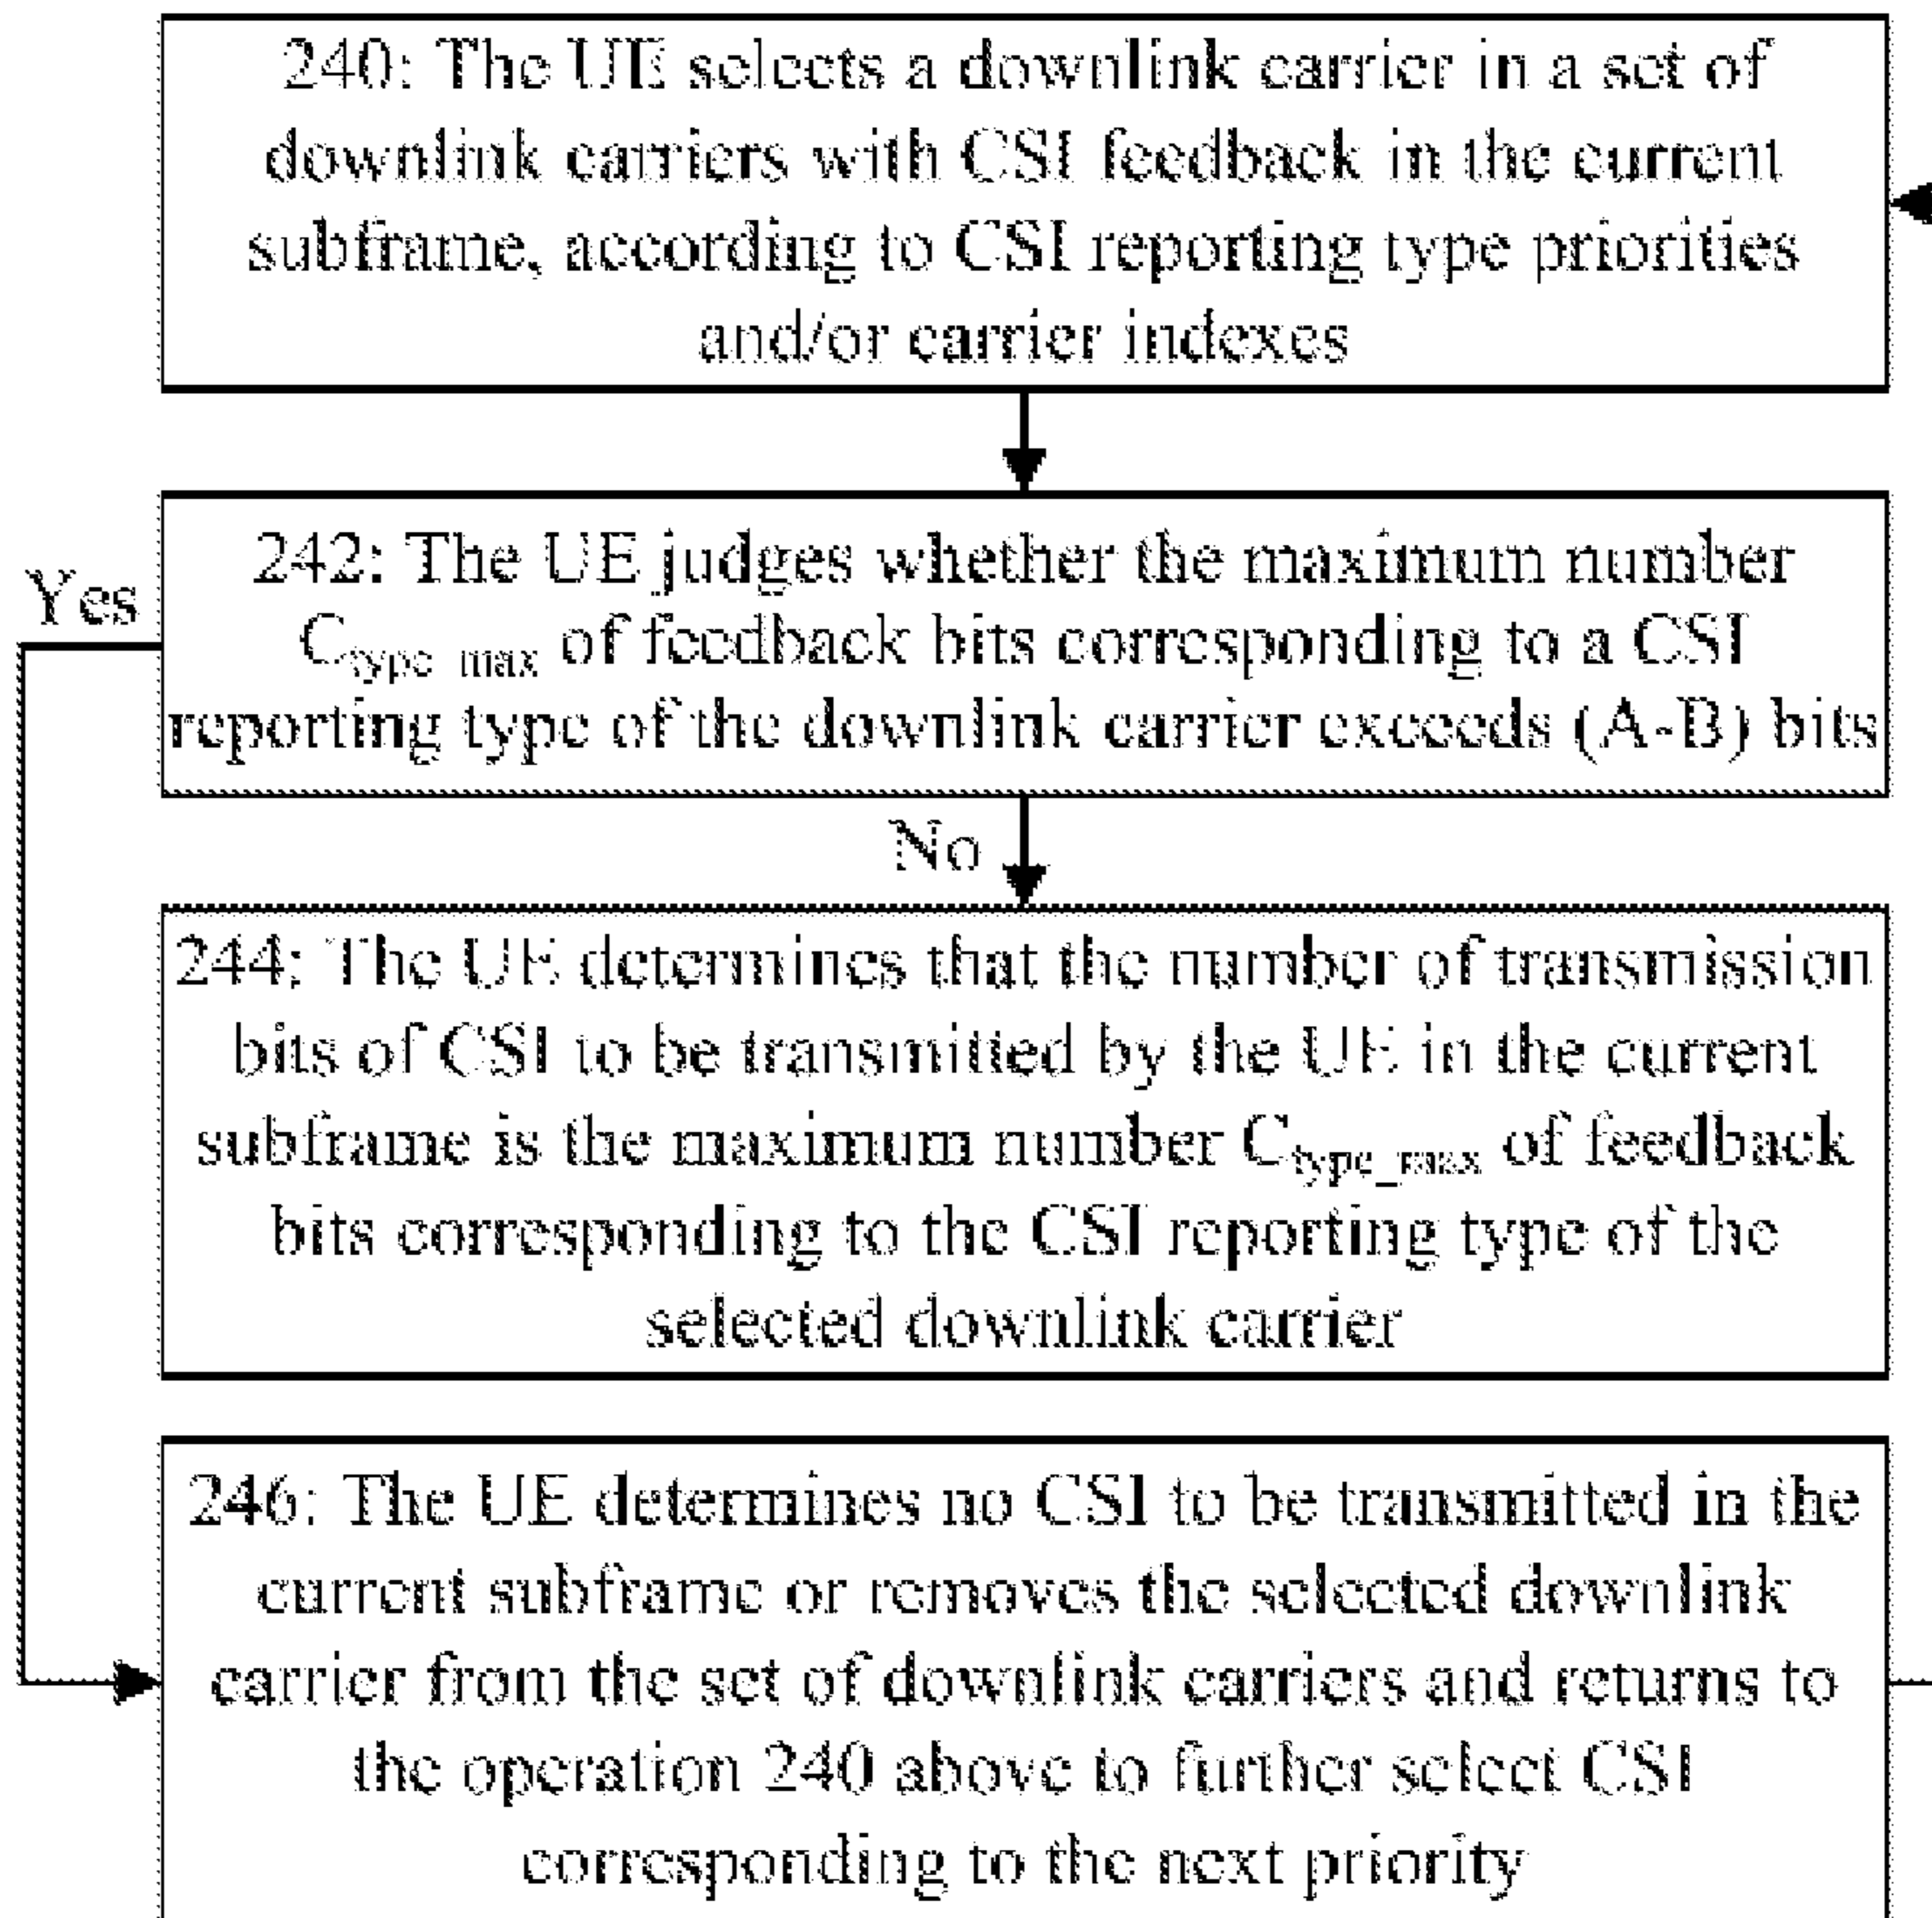 240: The UE selects a downlink carrier in a set of
downlink carriers with CSI feedback in the current
subframe, according to CSI reporting type priorities
and/or carrier indexes
242: The UE judges whether the maximum number
Ctype_max of feedback bits corresponding to a CSI
reporting type of the downlink carrier exceeds (A-B) bits
Yes
No
244: The UE determines that the number of transmission
bits of CSI to be transmitted by the UE in the current
subframe is the maximum number Ctype_max of feedback
bits corresponding to the CSI reporting type of the
selected downlink carrier
246: The UE determines no CSI to be transmitted in the
current subframe or removes the selected downlink
carrier from the set of downlink carriers and returns to
the operation 240 above to further select CSI
corresponding to the next priority